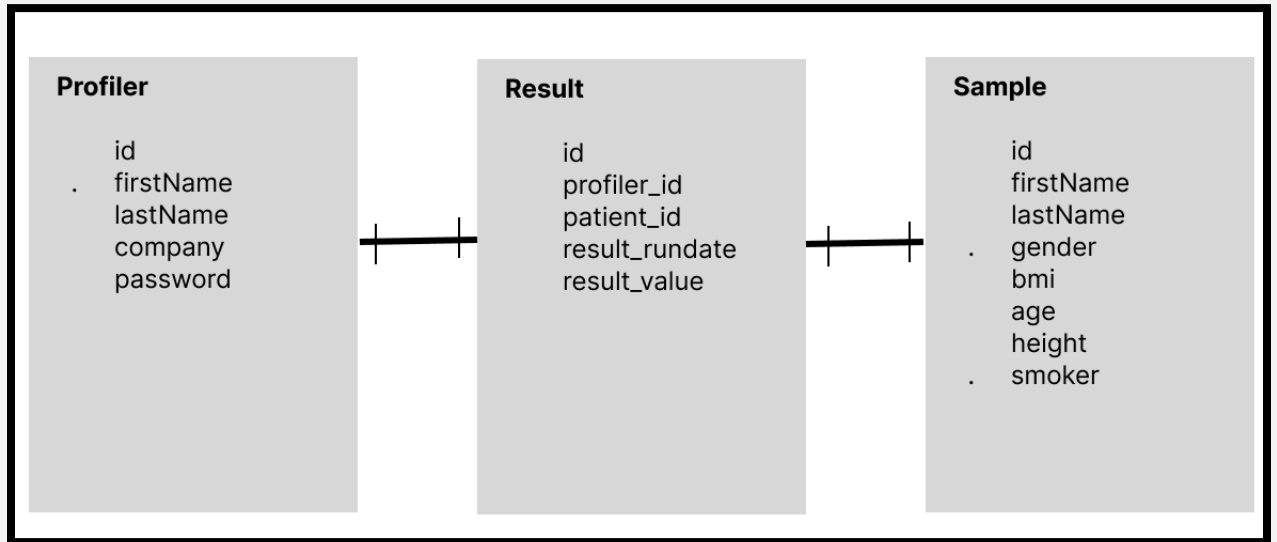 Profiler
id
. firstName
lastName
company
password
Result
id
profiler_id
patient_id
result_rundate
result_value
Sample
id
firstName
lastName
. gender
bmi
age
height
. smoker